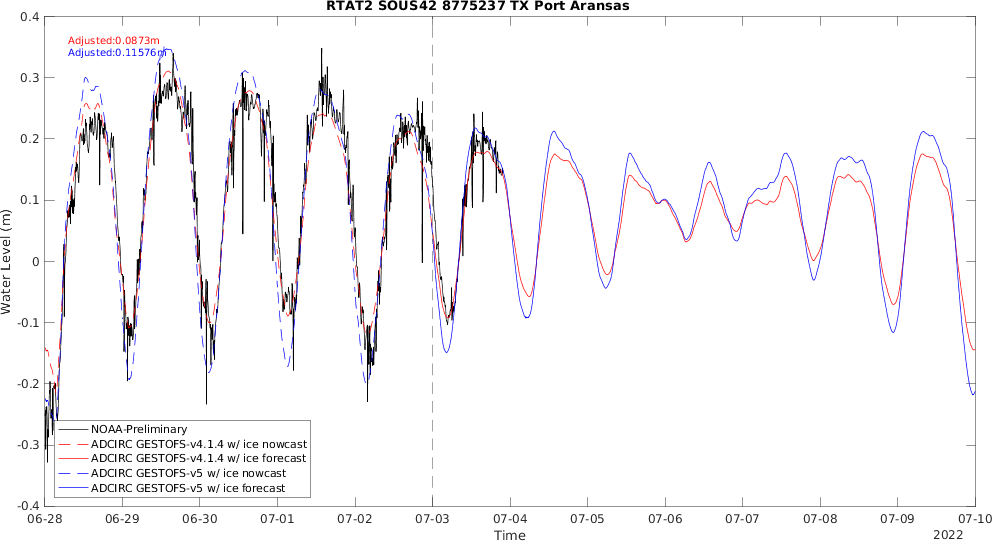 RTAT2 SOUS42 8775237 TX Port Aransas
Adjusted:0.0873m
Adjusted:0.11576m
0.4
0.3
0.2
0.1
0
-0.1
-0.2
-0.3
-0.4
Water Level (m)
NOAA-Preliminary
ADCIRC GESTOFS-v4.1.4 w/ ice nowcast
ADCIRC GESTOFS-v4.1.4 w/ ice forecast
ADCIRC GESTOFS-v5 w/ ice nowcast
ADCIRC GESTOFS-v5 w/ ice forecast
06-28 06-29 06-30 07-01 07-02 07-03 07-04 07-05 07-06 07-07 07-08 07-09 07-10
Time
2022